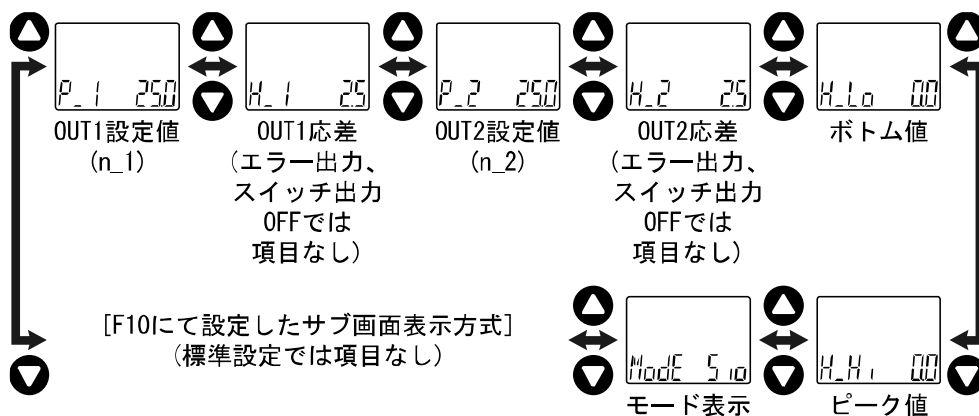 P_1 25.0
H_1 2.5
P_2 25.0
H_2 2.5
H_Lo 0.0
OUT1設定値
(n_1)
OUT1応差
(エラー出力、
スイッチ出力
OFFでは
項目なし)
OUT2設定値
(n_2)
OUT2応差
(エラー出力、
スイッチ出力
OFFでは
項目なし)
ボトム値
[F10にて設定したサブ画面表示方式]
(標準設定では項目なし)
ModE Sio
モード表示
H_Hi 0.0
ピーク値